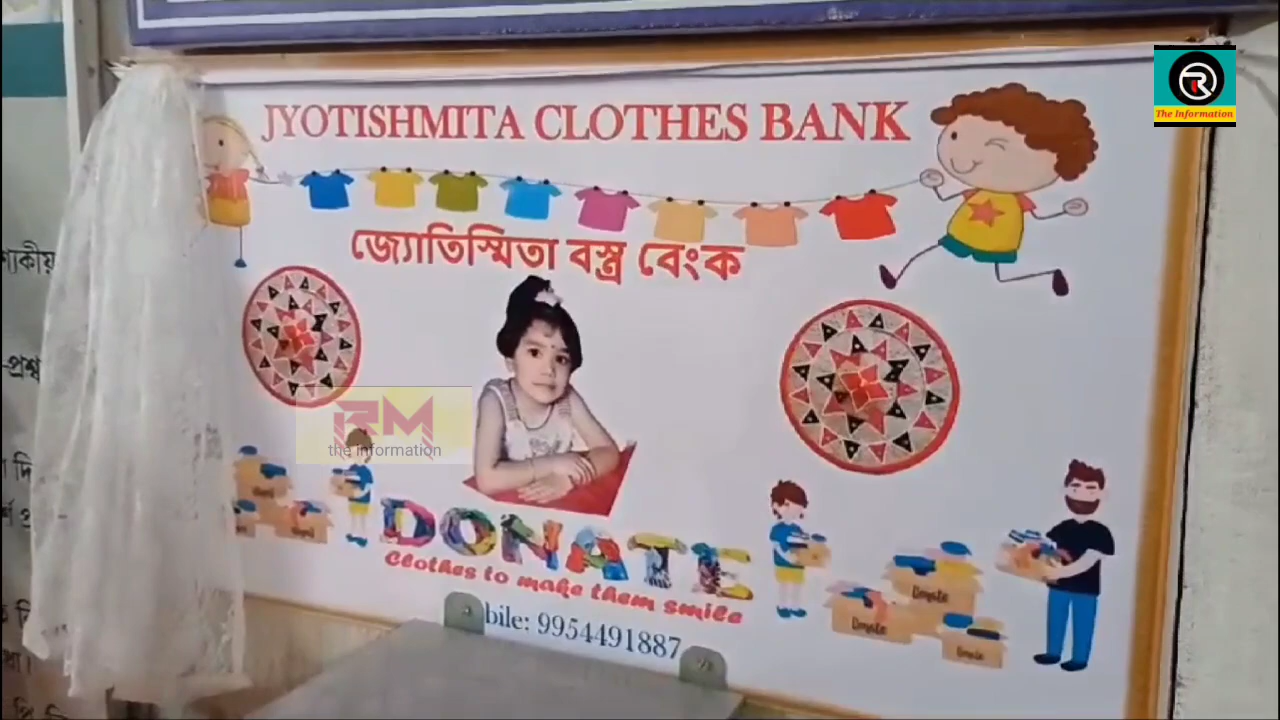 JYOTISHMITA CLOTHES BANK
জ্যোতিস্মিতা বস্ত্ৰ বেংক
DONATE
Clothes to make them smile
bile: 9954491887
Donate
Donate
Donate
The Information
RM
the information